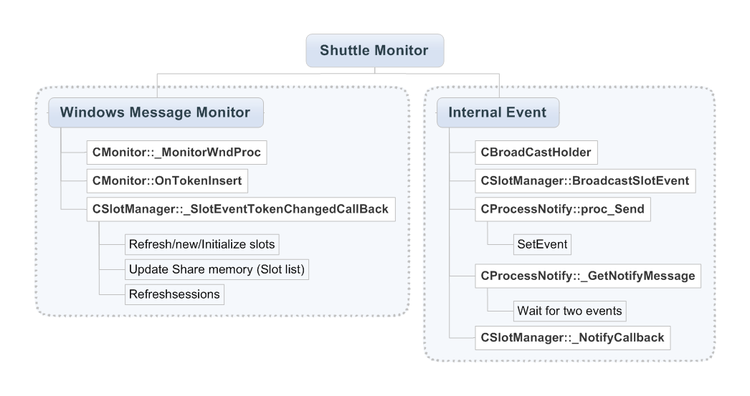 Shuttle Monitor
Windows Message Monitor
CMonitor::_MonitorWndProc
CMonitor::OnTokenInsert
CSlotManager::_SlotEventTokenChangedCallBack
Refresh/new/Initialize slots
Update Share memory (Slot list)
Refreshsessions
Internal Event
CBroadCastHolder
CSlotManager::BroadcastSlotEvent
CProcessNotify::proc_Send
SetEvent
CProcessNotify::_GetNotifyMessage
Wait for two events
CSlotManager::_NotifyCallback